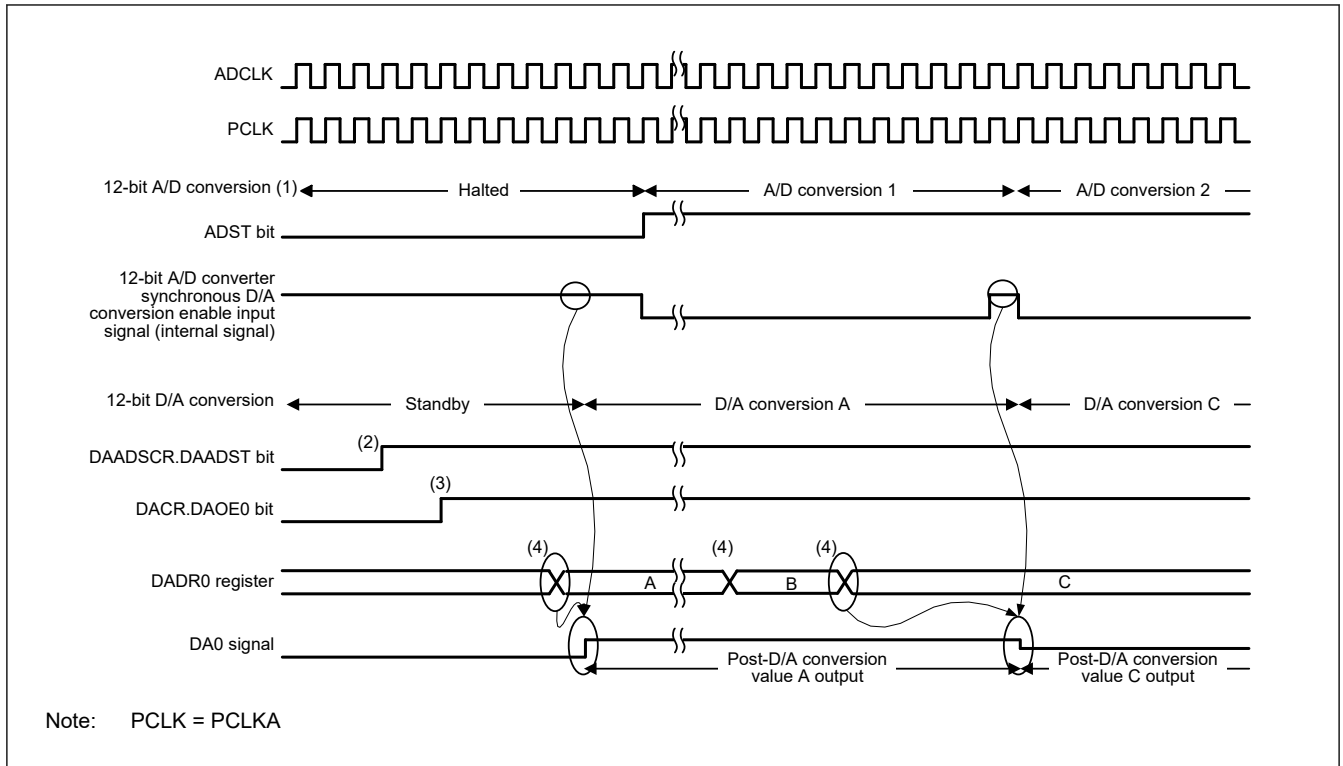 ADCLK
PCLK
12-bit A/D conversion (1) Halted A/D conversion 1 A/D conversion 2
ADST bit
12-bit A/D converter
synchronous D/A
conversion enable input
signal (internal signal)
12-bit D/A conversion Standby D/A conversion A D/A conversion C
DAADSCR.DAADST bit (2)
DACR.DAOE0 bit (3)
(4) (4) (4)
DADR0 register A B C
DA0 signal
Post-D/A conversion
value A output
Post-D/A conversion
value C output
Note: PCLK = PCLKA